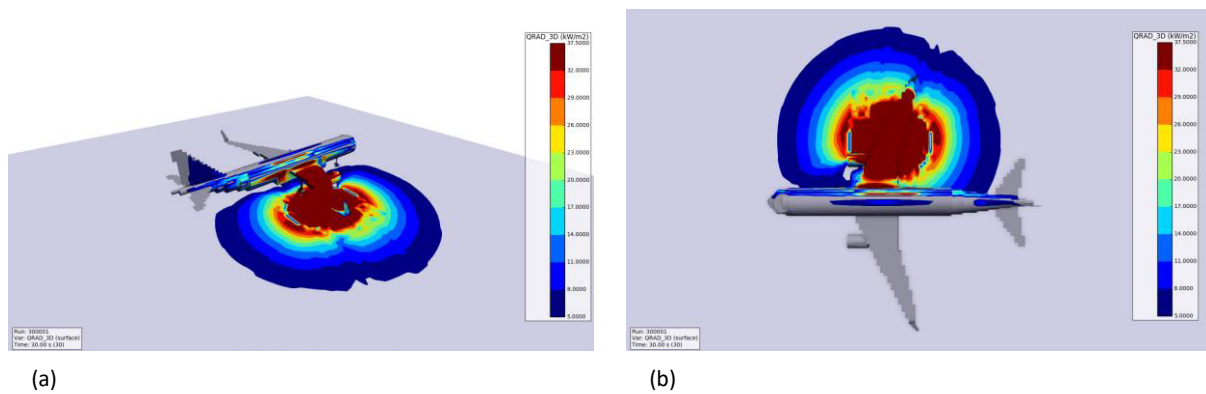 QRAD_3D (kW/m2)
37.5000
32.0000
29.0000
26.0000
23.0000
20.0000
17.0000
14.0000
11.0000
8.0000
5.0000
Run: 300001
Var: QRAD_3D (surface)
Time: 30.00 s (30)
(a)
QRAD_3D (kW/m2)
37.5000
32.0000
29.0000
26.0000
23.0000
20.0000
17.0000
14.0000
11.0000
8.0000
5.0000
Run: 300001
Var: QRAD_3D (surface)
Time: 30.00 s (30)
(b)